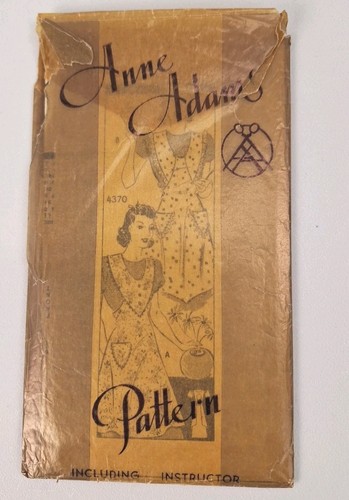 Anne
Adams
4370
A
Pattern
INCLUDING INSTRUCTOR